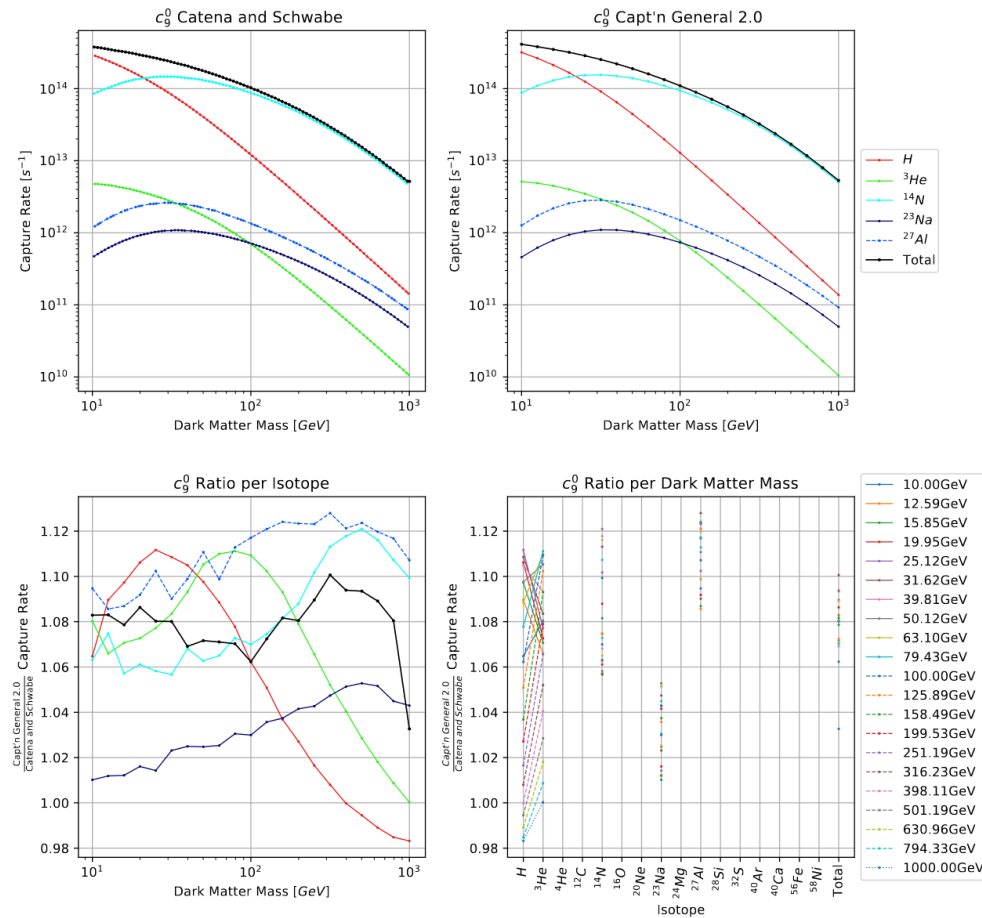 c₉⁰ Catena and Schwabe
Capture Rate [s⁻¹]
10¹⁴
10¹³
10¹²
10¹¹
10¹⁰
10¹ 10² 10³
Dark Matter Mass [GeV]
c₉⁰ Capt'n General 2.0
Capture Rate [s⁻¹]
10¹⁴
10¹³
10¹²
10¹¹
10¹⁰
10¹ 10² 10³
Dark Matter Mass [GeV]
H
³He
¹⁴N
²³Na
²⁷Al
Total
c₉⁰ Ratio per Isotope
Capt'n General 2.0 / Catena and Schwabe Capture Rate
1.12
1.10
1.08
1.06
1.04
1.02
1.00
0.98
10¹ 10² 10³
Dark Matter Mass [GeV]
c₉⁰ Ratio per Dark Matter Mass
Capt'n General 2.0 / Catena and Schwabe Capture Rate
1.12
1.10
1.08
1.06
1.04
1.02
1.00
0.98
H ³He ⁴He ¹²C ¹⁴N ¹⁶O ²⁰Ne ²³Na ²⁴Mg ²⁷Al ²⁸Si ³²S ⁴⁰Ar ⁴⁰Ca ⁵⁶Fe ⁵⁸Ni Total
Isotope
10.00GeV
12.59GeV
15.85GeV
19.95GeV
25.12GeV
31.62GeV
39.81GeV
50.12GeV
63.10GeV
79.43GeV
100.00GeV
125.89GeV
158.49GeV
199.53GeV
251.19GeV
316.23GeV
398.11GeV
501.19GeV
630.96GeV
794.33GeV
1000.00GeV